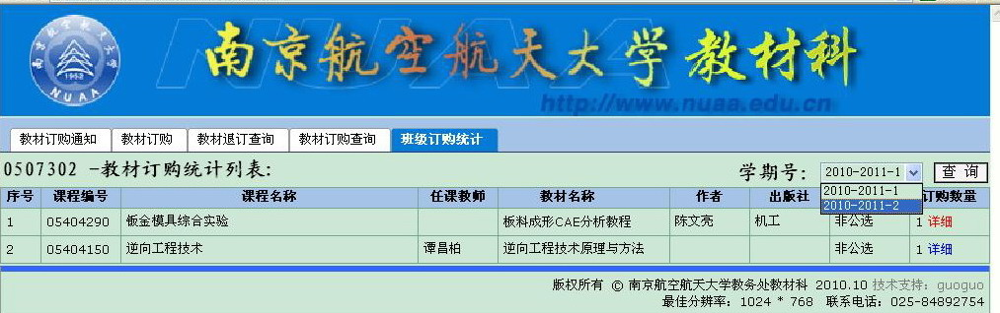 南京航空航天大学教材科
南京航空航天大学
1952
NUAA
http://www.nuaa.edu.cn
教材订购通知 教材订购 教材退订查询 教材订购查询 班级订购统计
0507302 -教材订购统计列表: 学期号: 2010-2011-1 查询
2010-2011-1
2010-2011-2
序号 课程编号 课程名称 任课教师 教材名称 作者 出版社 订购数量
1 05404290 钣金模具综合实验 板科成形CAE分析教程 陈文亮 机工 非公选 1 详细
2 05404150 逆向工程技术 谭昌柏 逆向工程技术原理与方法 非公选 1 详细
版权所有 © 南京航空航天大学教务处教材科 2010.10 技术支持：guoguo
最佳分辨率：1024 * 768 联系电话：025-84892754